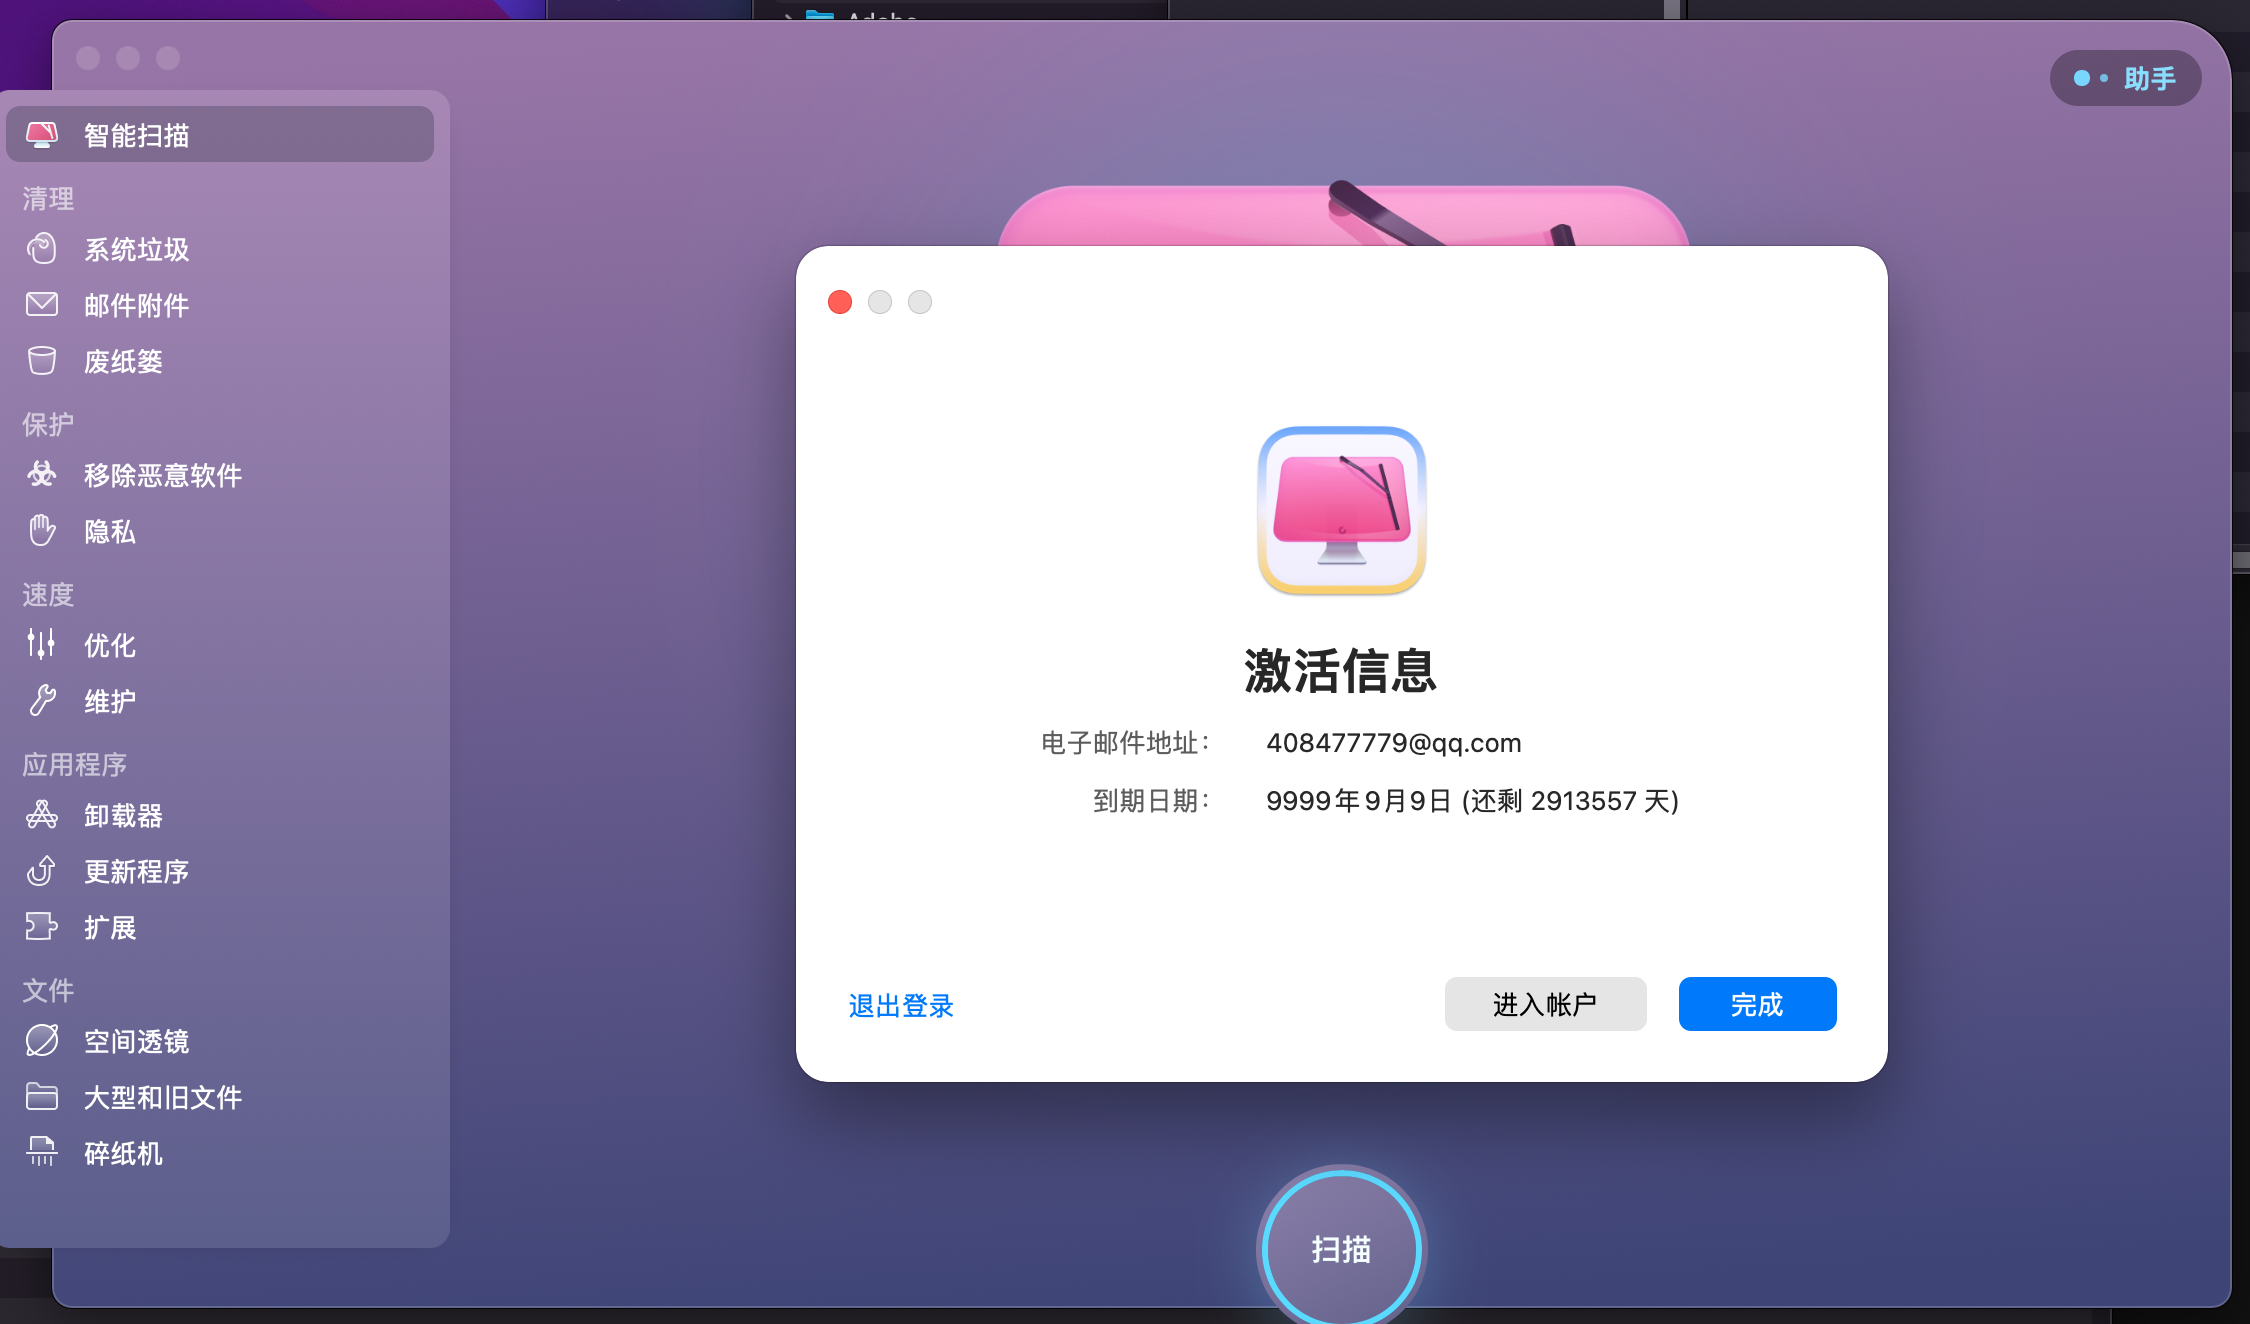 助手
智能扫描
清理
系统垃圾
邮件附件
废纸篓
保护
移除恶意软件
隐私
速度
优化
维护
应用程序
卸载器
更新程序
扩展
文件
空间透镜
大型和旧文件
碎纸机
激活信息
电子邮件地址： 408477779@qq.com
到期日期： 9999年9月9日 (还剩 2913557 天)
退出登录 进入帐户 完成
扫描